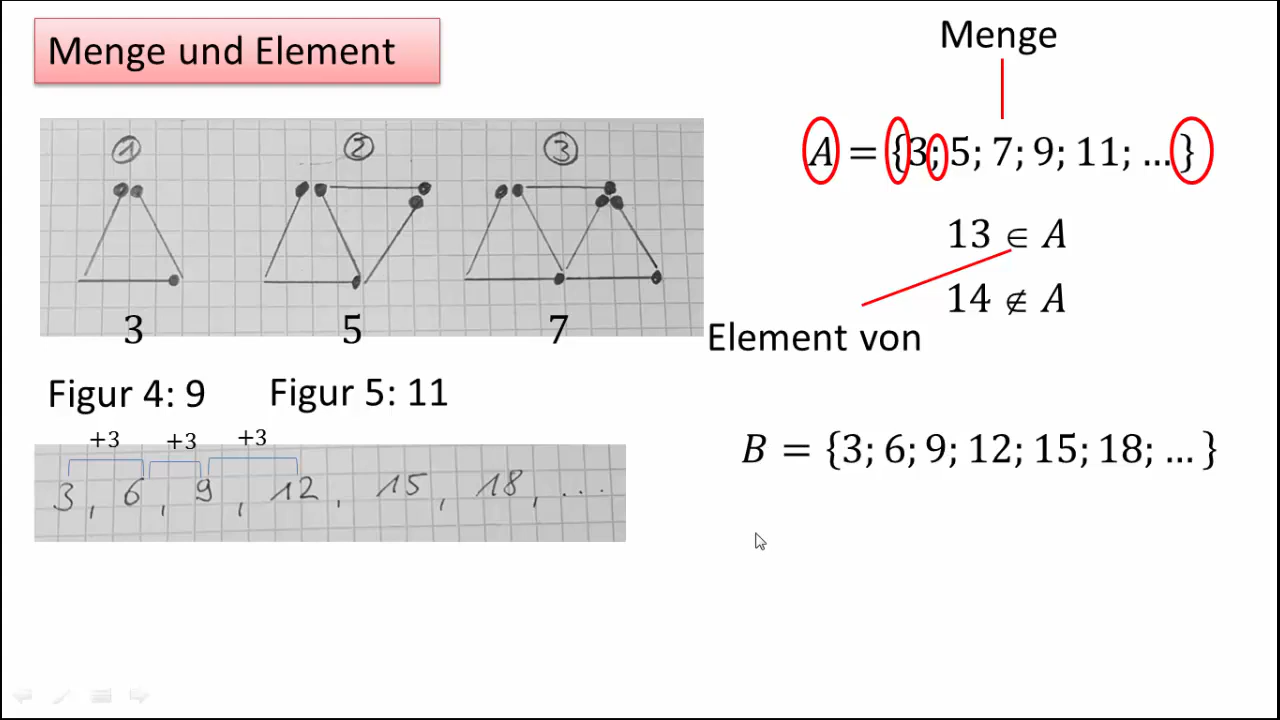 Menge und Element
① ② ③
3 5 7
Figur 4: 9 Figur 5: 11
+3 +3 +3
3, 6, 9, 12, 15, 18, ...
Menge
A = {3; 5; 7; 9; 11; ... }
13 ∈ A
14 ∉ A
Element von
B = {3; 6; 9; 12; 15; 18; ... }